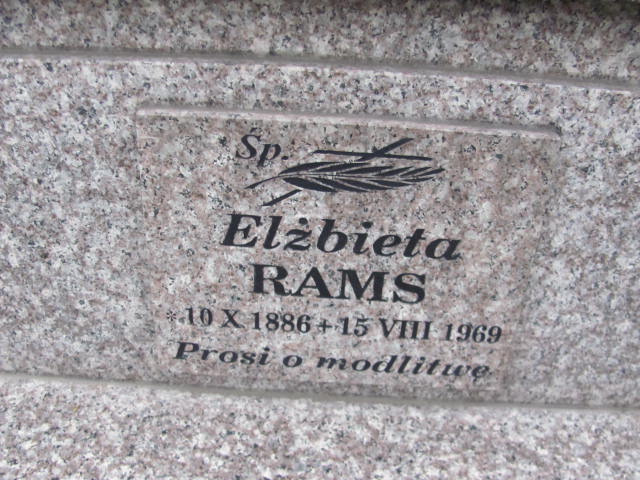 Śp.
Elżbieta
RAMS
* 10 X 1886 + 15 VIII 1969
Prosi o modlitwę